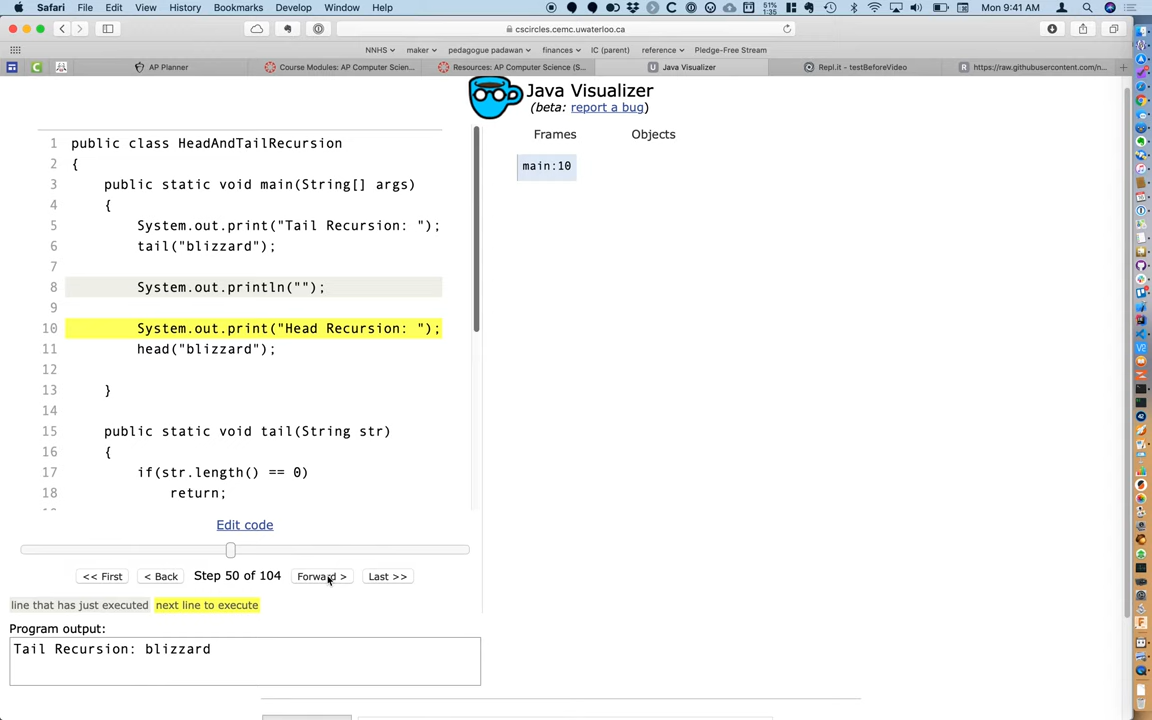 Safari File Edit View History Bookmarks Develop Window Help 51% 1:35 Mon 9:41 AM
cscircles.cemc.uwaterloo.ca
NNHS maker pedagogue padawan finances IC (parent) reference Pledge-Free Stream
AP Planner Course Modules: AP Computer Scien... Resources: AP Computer Science (S... Java Visualizer Repl.it - testBeforeVideo https://raw.githubusercontent.com/n...
Java Visualizer
(beta: report a bug)
Frames Objects
main:10
1 public class HeadAndTailRecursion
2 {
3 public static void main(String[] args)
4 {
5 System.out.print("Tail Recursion: ");
6 tail("blizzard");
7
8 System.out.println("");
9
10 System.out.print("Head Recursion: ");
11 head("blizzard");
12
13 }
14
15 public static void tail(String str)
16 {
17 if(str.length() == 0)
18 return;
Edit code
<< First < Back Step 50 of 104 Forward > Last >>
line that has just executed next line to execute
Program output:
Tail Recursion: blizzard